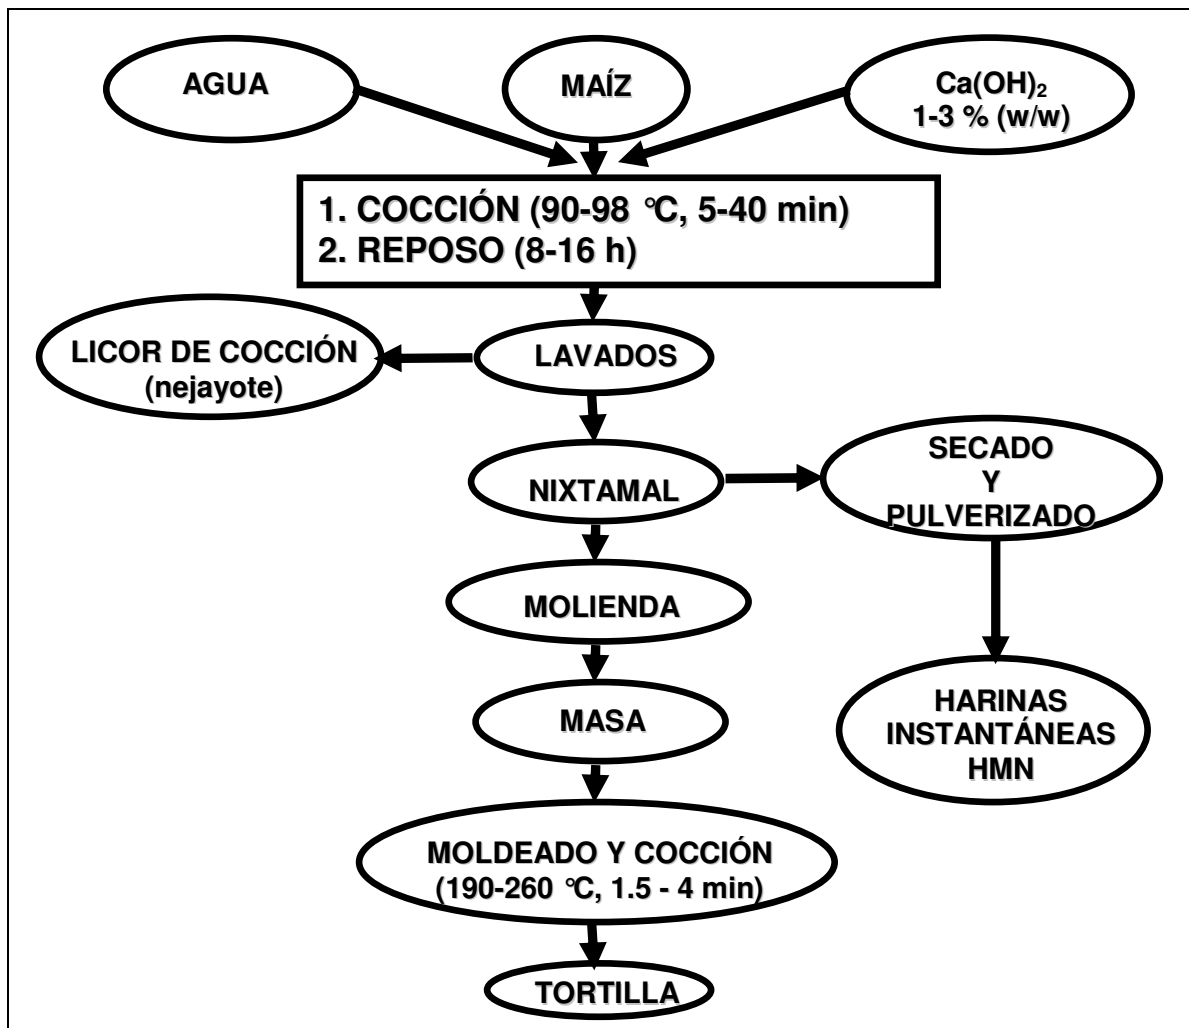 AGUA
MAÍZ
Ca(OH)₂
1-3 % (w/w)
1. COCCIÓN (90-98 °C, 5-40 min)
2. REPOSO (8-16 h)
LICOR DE COCCIÓN
(nejayote)
LAVADOS
NIXTAMAL
SECADO
Y
PULVERIZADO
MOLIENDA
MASA
HARINAS
INSTANTÁNEAS
HMN
MOLDEADO Y COCCIÓN
(190-260 °C, 1.5 - 4 min)
TORTILLA